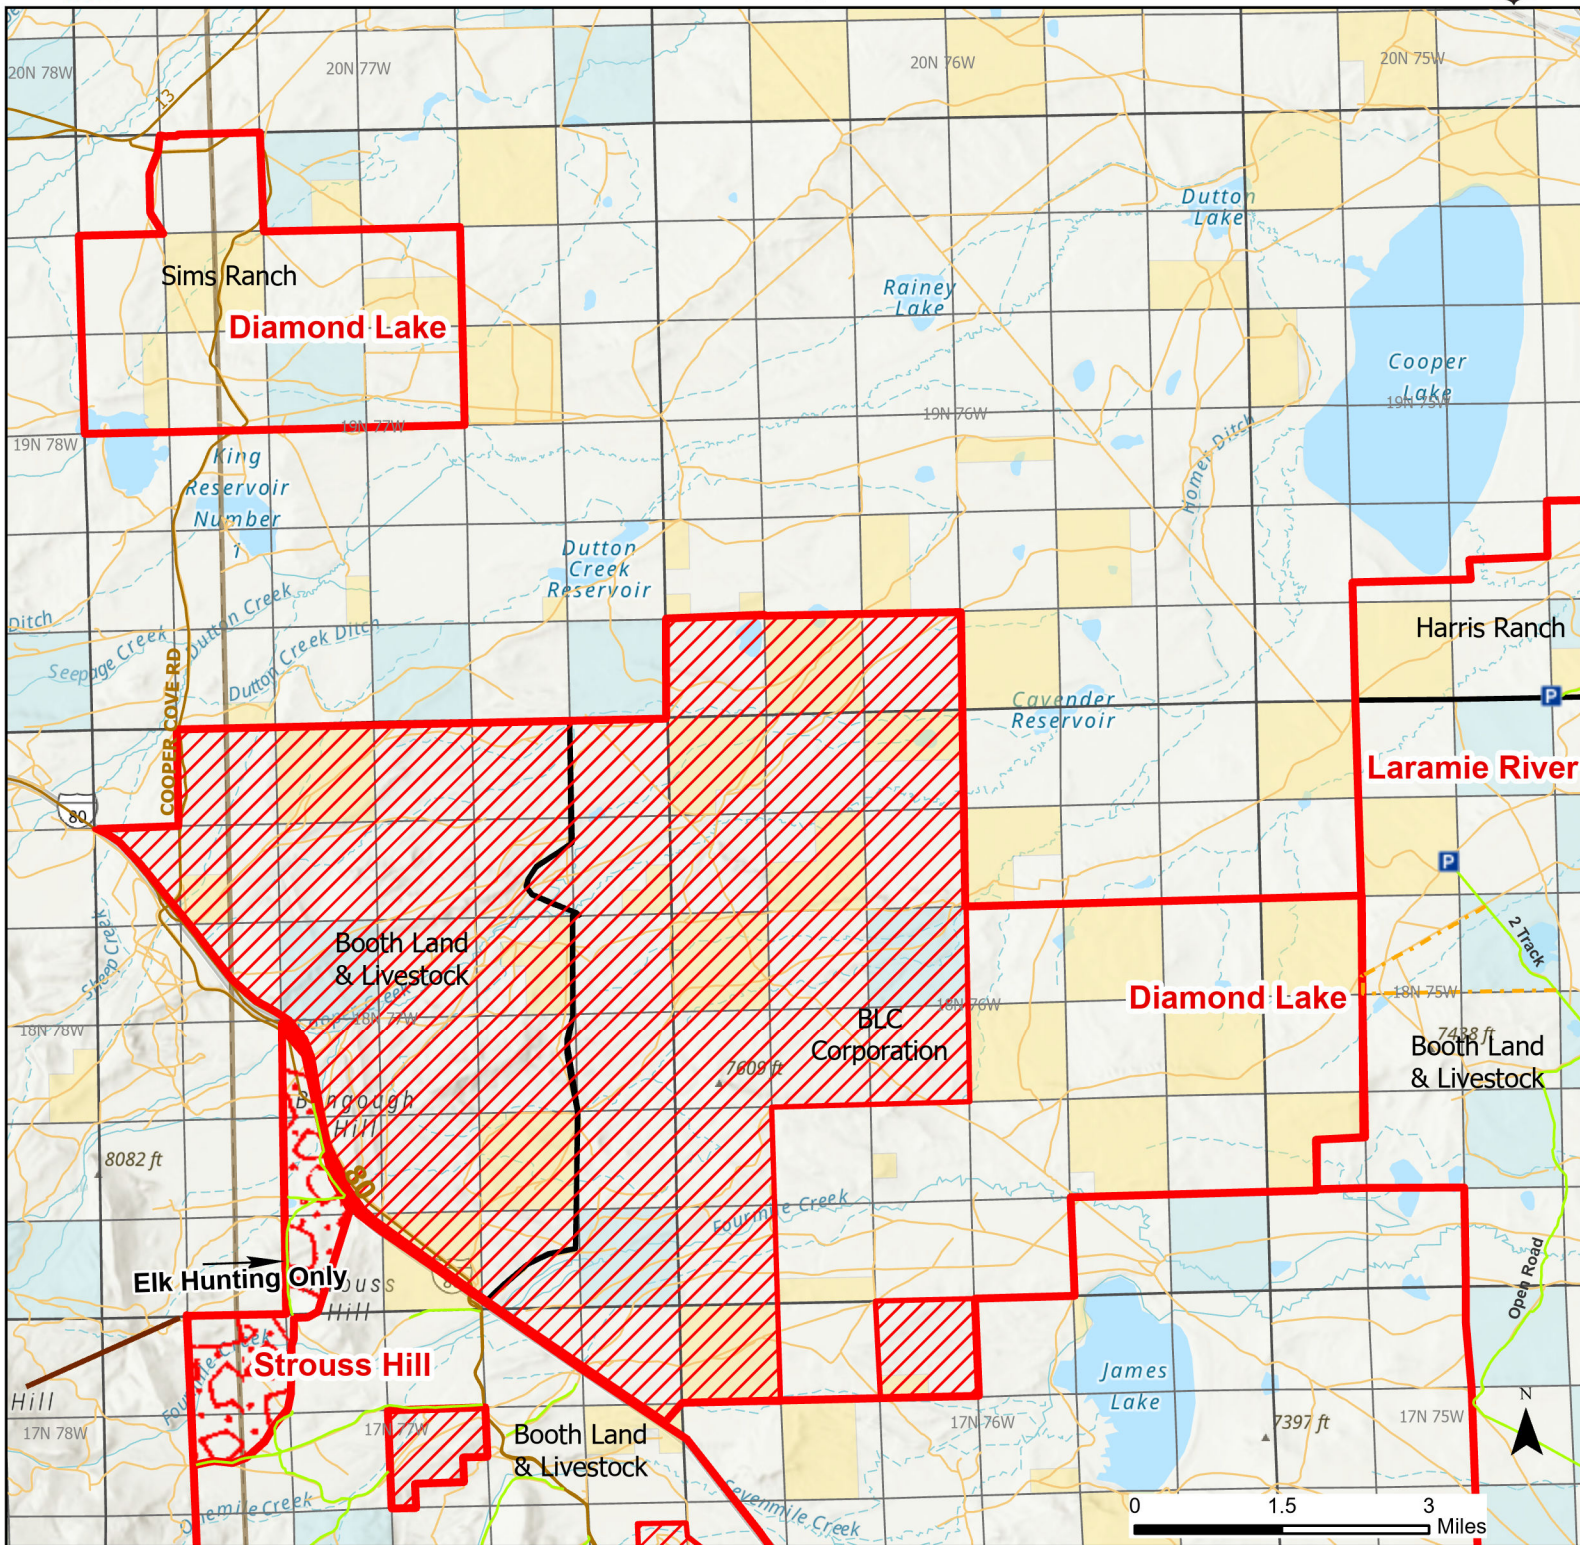 20N 78W
20N 77W
20N 76W
20N 75W
13
Dutton
Lake
Sims Ranch
Rainey
Lake
Diamond Lake
Cooper
Lake
19N 75W
19N 76W
19N 77W
19N 78W
Homer Ditch
King
Reservoir
Number
1
Dutton
Creek
Reservoir
Ditch
Seepage Creek
Dutton Creek
Dutton Creek Ditch
Harris Ranch
COOPER COVE RD
Cavender
Reservoir
P
Laramie River
80
P
Sheep Creek
Booth Land
& Livestock
2 Track
Diamond Lake
18N 75W
18N 76W
18N 77W
18N 78W
BLC
Corporation
7438 ft
Booth Land
& Livestock
7609 ft
Hill
8082 ft
80
Fourmile Creek
Elk Hunting Only
Hill
Open Road
Strouss Hill
Fourmile Creek
James
Lake
Hill
17N 78W
17N 77W
17N 76W
17N 75W
7397 ft
N
Booth Land
& Livestock
Onemile Creek
Sevenmile Creek
0
1.5
3
Miles